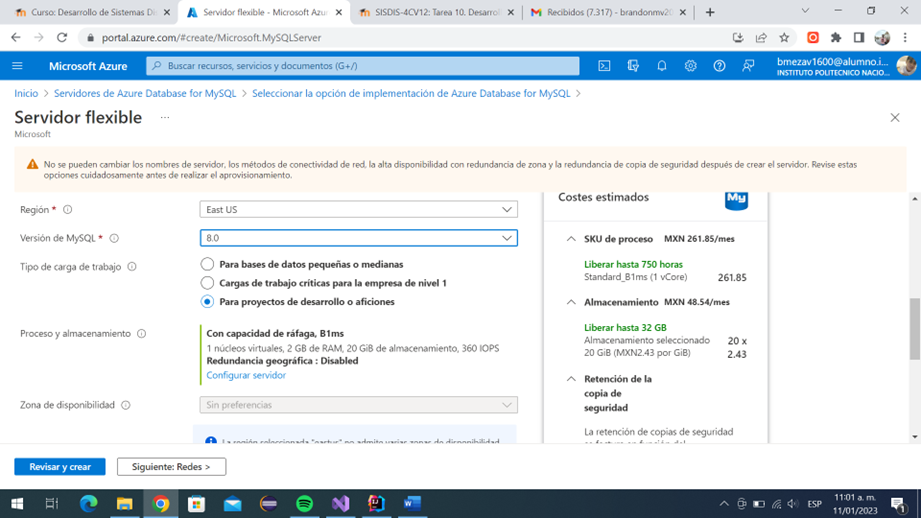 Curso: Desarrollo de Sistemas Di
Servidor flexible - Microsoft Azur
SISDIS-4CV12: Tarea 10. Desarrol
Recibidos (7.317) - brandonmv20
portal.azure.com/#create/Microsoft.MySQLServer
Microsoft Azure
Buscar recursos, servicios y documentos (G+/)
bmezav1600@alumno.i...
INSTITUTO POLITECNICO NACIO...
Inicio > Servidores de Azure Database for MySQL > Seleccionar la opción de implementación de Azure Database for MySQL >
Servidor flexible ...
Microsoft
No se pueden cambiar los nombres de servidor, los métodos de conectividad de red, la alta disponibilidad con redundancia de zona y la redundancia de copia de seguridad después de crear el servidor. Revise estas
opciones cuidadosamente antes de realizar el aprovisionamiento.
Región *
East US
Versión de MySQL *
8.0
Tipo de carga de trabajo
Para bases de datos pequeñas o medianas
Cargas de trabajo críticas para la empresa de nivel 1
Para proyectos de desarrollo o aficiones
Proceso y almacenamiento
Con capacidad de ráfaga, B1ms
1 núcleos virtuales, 2 GB de RAM, 20 GiB de almacenamiento, 360 IOPS
Redundancia geográfica : Disabled
Configurar servidor
Zona de disponibilidad
Sin preferencias
La región seleccionada "eastus" no admite varias zonas de disponibilidad
Costes estimados
My
SKU de proceso MXN 261.85/mes
Liberar hasta 750 horas
Standard_B1ms (1 vCore) 261.85
Almacenamiento MXN 48.54/mes
Liberar hasta 32 GB
Almacenamiento seleccionado 20 x
20 GiB (MXN2.43 por GiB) 2.43
Retención de la
copia de
seguridad
La retención de copias de seguridad
se factura en función del
Revisar y crear
Siguiente: Redes >
ESP
11:01 a. m.
11/01/2023
1